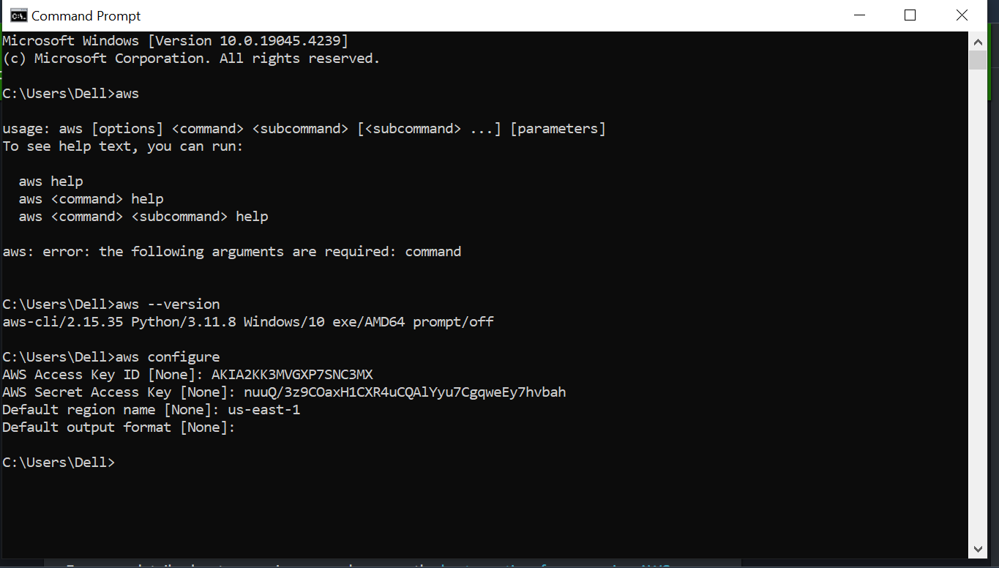 Command Prompt
Microsoft Windows [Version 10.0.19045.4239]
(c) Microsoft Corporation. All rights reserved.
C:\Users\Dell>aws
usage: aws [options] <command> <subcommand> [<subcommand> ...] [parameters]
To see help text, you can run:
aws help
aws <command> help
aws <command> <subcommand> help
aws: error: the following arguments are required: command
C:\Users\Dell>aws --version
aws-cli/2.15.35 Python/3.11.8 Windows/10 exe/AMD64 prompt/off
C:\Users\Dell>aws configure
AWS Access Key ID [None]: AKIA2KK3MVGXP7SNC3MX
AWS Secret Access Key [None]: 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
Default region name [None]: us-east-1
Default output format [None]:
C:\Users\Dell>